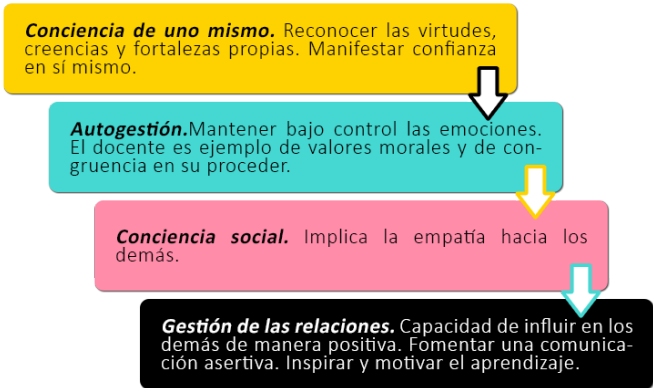 Conciencia de uno mismo. Reconocer las virtudes,
creencias y fortalezas propias. Manifestar confianza
en sí mismo.
Autogestión.Mantener bajo control las emociones.
El docente es ejemplo de valores morales y de con-
gruencia en su proceder.
Conciencia social. Implica la empatía hacia los
demás.
Gestión de las relaciones. Capacidad de influir en los
demás de manera positiva. Fomentar una comunica-
ción asertiva. Inspirar y motivar el aprendizaje.